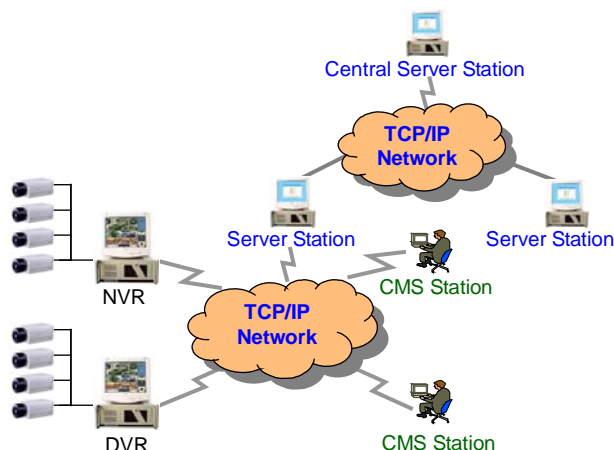 Central Server Station
TCP/IP
Network
Server Station
Server Station
CMS Station
NVR
TCP/IP
Network
DVR
CMS Station